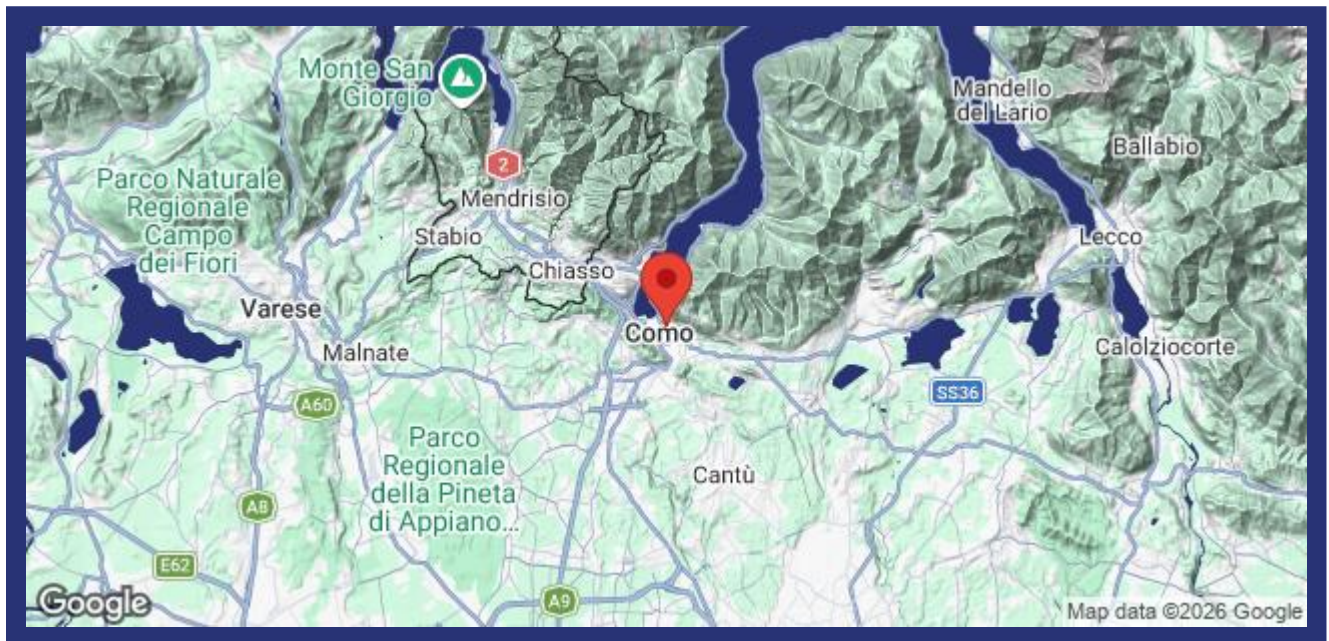 Monte San
Giorgio
Mandello
del Lario
Ballabio
2
Parco Naturale
Regionale
Campo
dei Fiori
Mendrisio
Stabio
Lecco
Chiasso
Varese
Como
Malnate
Calolziocorte
SS36
A60
Parco
Regionale
della Pineta
di Appiano...
Cantù
A8
E62
A9
Google
Map data ©2026 Google